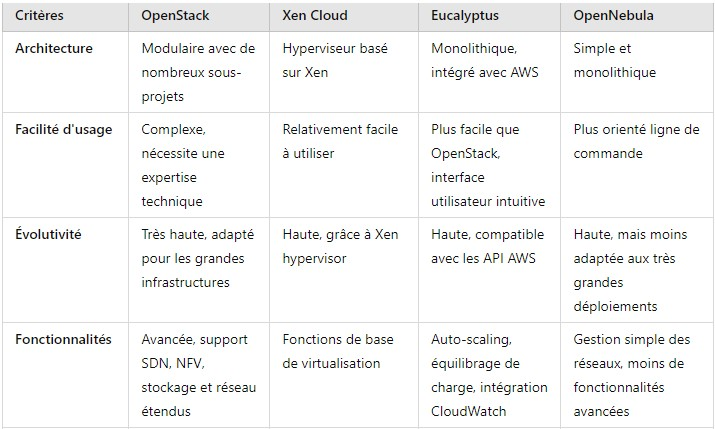 Critères OpenStack Xen Cloud Eucalyptus OpenNebula
Architecture Modulaire avec de Hyperviseur basé Monolithique, Simple et
nombreux sous- sur Xen intégré avec AWS monolithique
projets
Facilité d'usage Complexe, Relativement facile Plus facile que Plus orienté ligne de
nécessite une à utiliser OpenStack, commande
expertise interface
technique utilisateur intuitive
Évolutivité Très haute, adapté Haute, grâce à Xen Haute, compatible Haute, mais moins
pour les grandes hypervisor avec les API AWS adaptée aux très
infrastructures grandes
déploiements
Fonctionnalités Avancée, support Fonctions de base Auto-scaling, Gestion simple des
SDN, NFV, de virtualisation équilibrage de réseaux, moins de
stockage et réseau charge, intégration fonctionnalités
étendus CloudWatch avancées